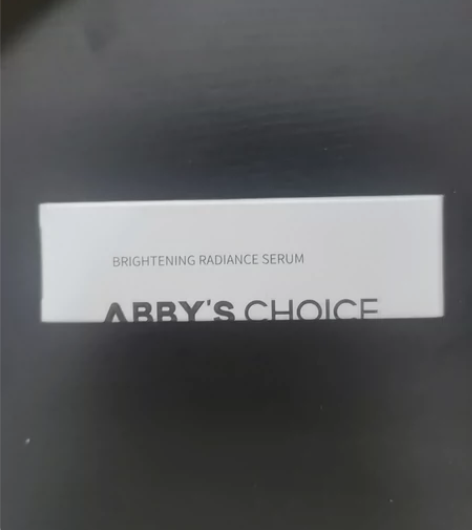 BRIGHTENING RADIANCE SERUM
ABBY'S CHOICE